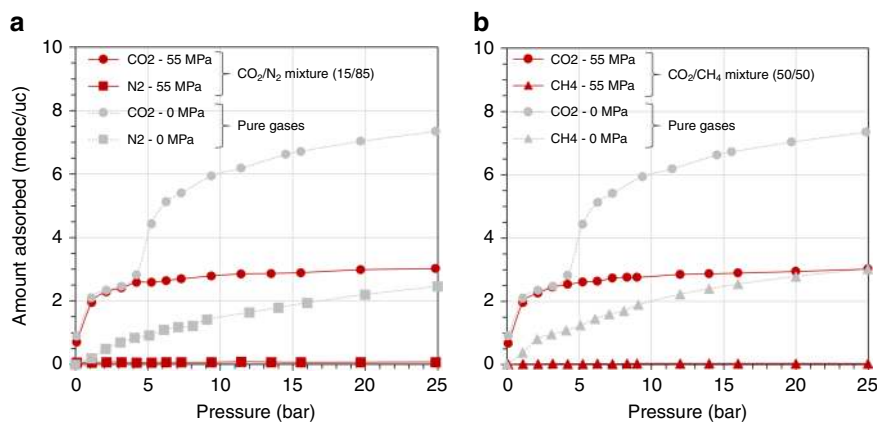 a
10
8
6
4
2
0
Amount adsorbed (molec/uc)
CO2 - 55 MPa
N2 - 55 MPa
CO2 - 0 MPa
N2 - 0 MPa
CO₂/N₂ mixture (15/85)
Pure gases
0 5 10 15 20 25
Pressure (bar)
b
10
8
6
4
2
0
CO2 - 55 MPa
CH4 - 55 MPa
CO2 - 0 MPa
CH4 - 0 MPa
CO₂/CH₄ mixture (50/50)
Pure gases
0 5 10 15 20 25
Pressure (bar)